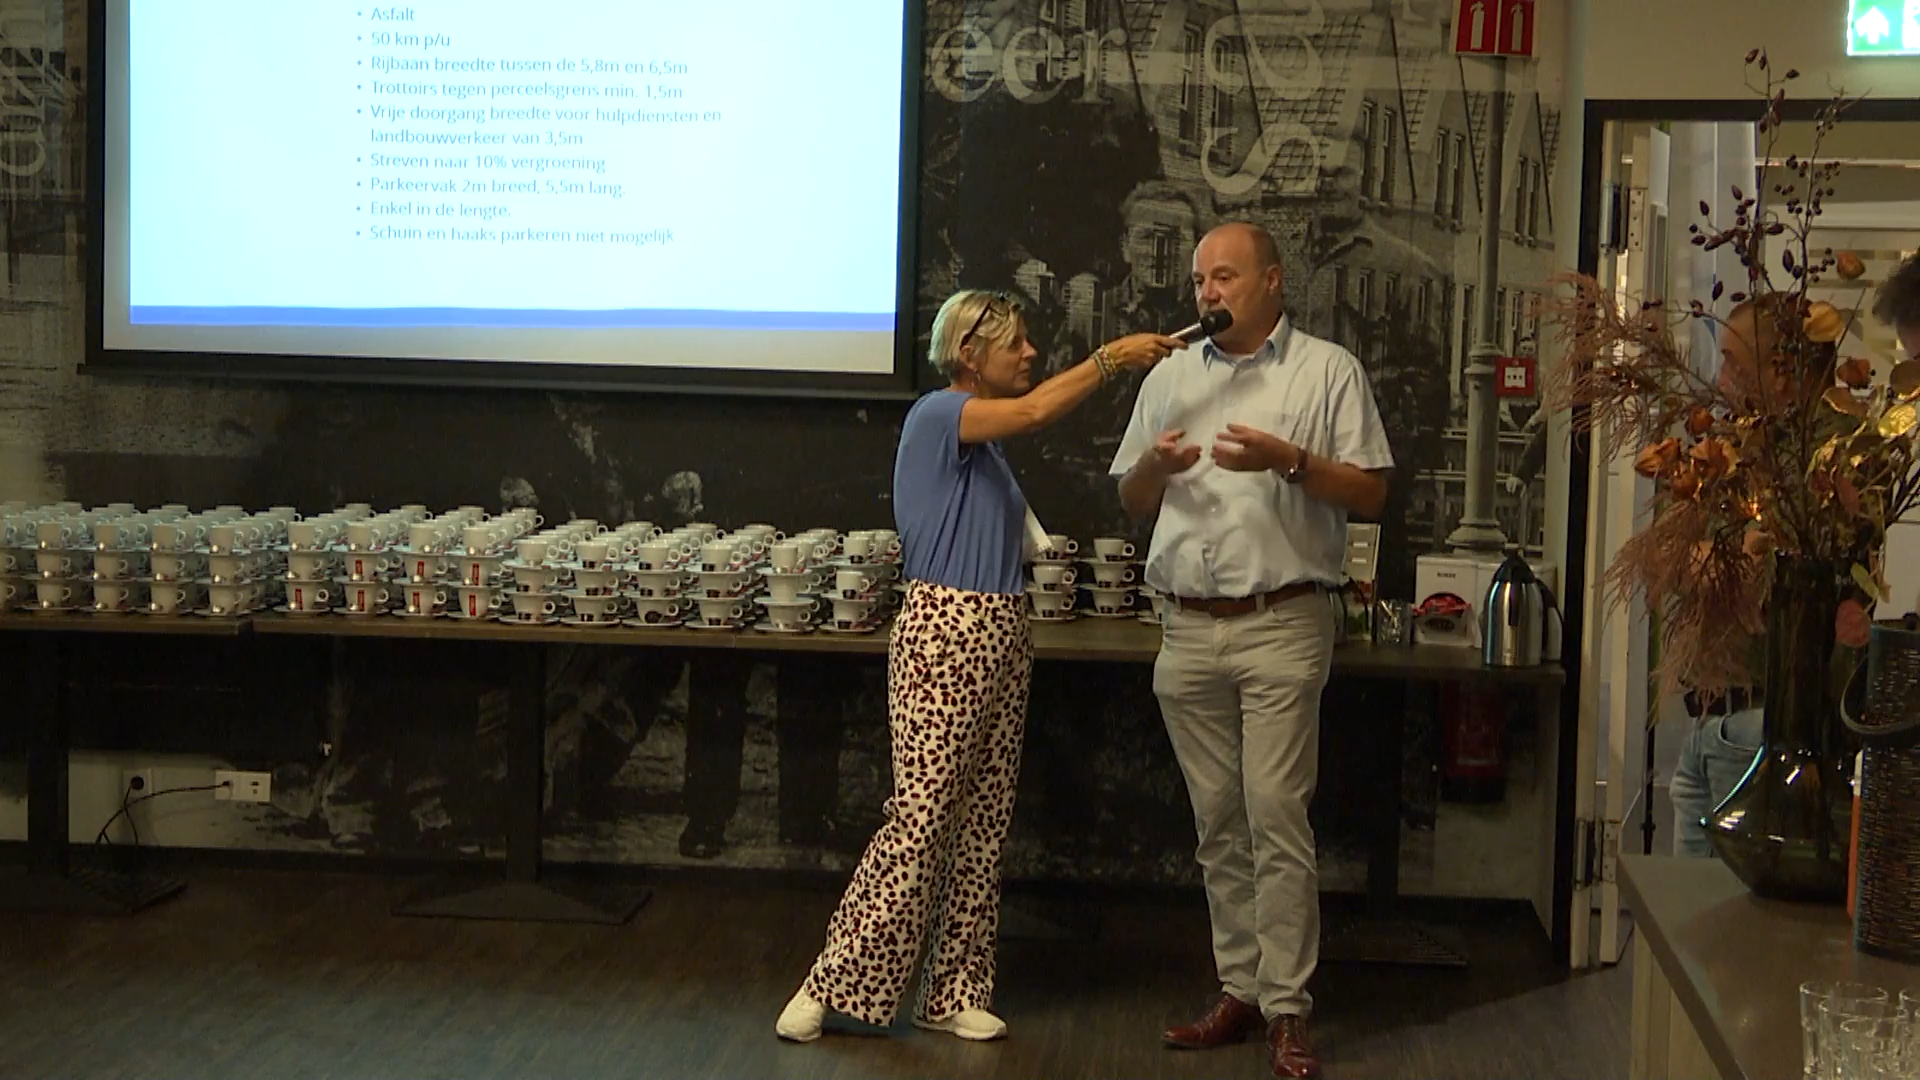 • Asfalt
• 50 km p/u
• Rijbaan breedte tussen de 5,8m en 6,5m
• Trottoirs tegen perceelsgrens min. 1,5m
• Vrije doorgang breedte voor hulpdiensten en
landbouwverkeer van 3,5m
• Streven naar 10% vergroening
• Parkeervak 2m breed, 5,5m lang.
• Enkel in de lengte.
• Schuin en haaks parkeren niet mogelijk
eer